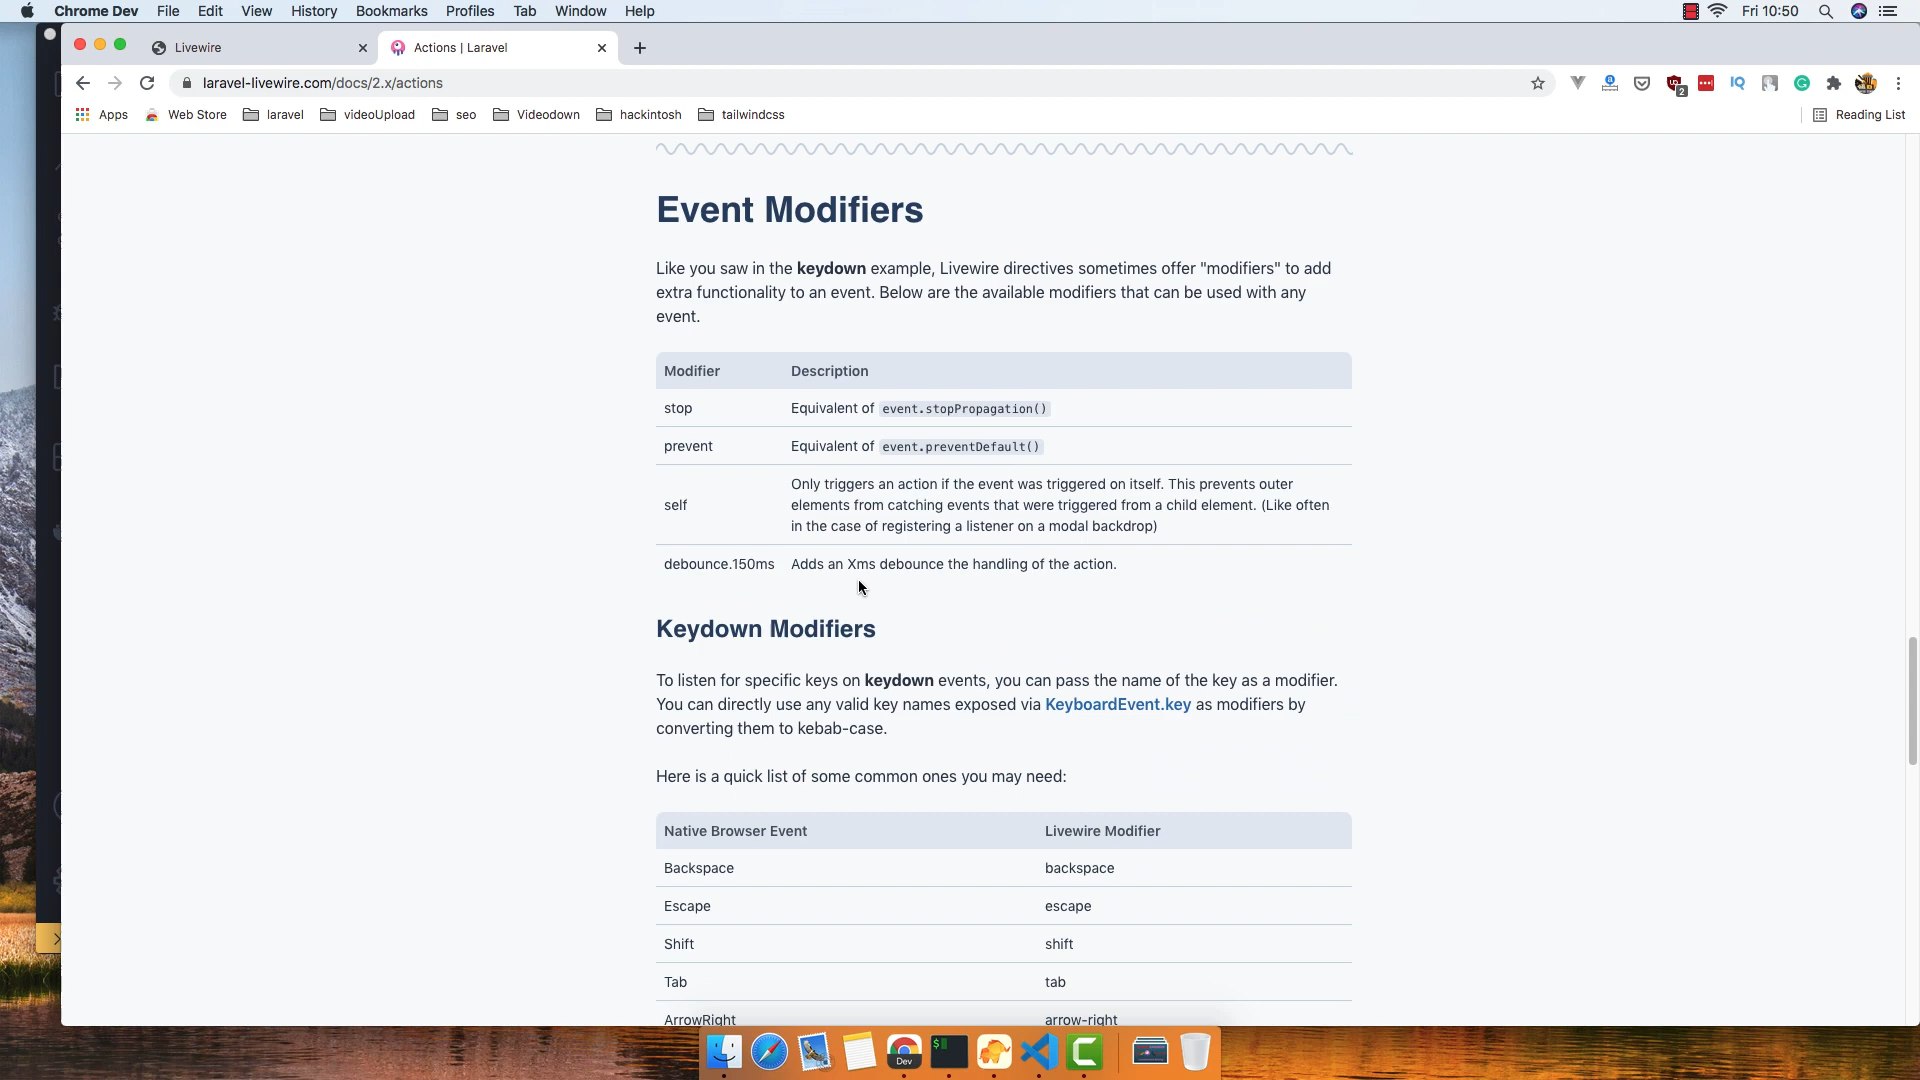 Chrome Dev File Edit View History Bookmarks Profiles Tab Window Help Fri 10:50
Livewire Actions | Laravel
laravel-livewire.com/docs/2.x/actions 2 IQ
Apps Web Store laravel videoUpload seo Videodown hackintosh tailwindcss Reading List
Event Modifiers
Like you saw in the keydown example, Livewire directives sometimes offer "modifiers" to add
extra functionality to an event. Below are the available modifiers that can be used with any
event.
Modifier Description
stop Equivalent of event.stopPropagation()
prevent Equivalent of event.preventDefault()
self Only triggers an action if the event was triggered on itself. This prevents outer
elements from catching events that were triggered from a child element. (Like often
in the case of registering a listener on a modal backdrop)
debounce.150ms Adds an Xms debounce the handling of the action.
Keydown Modifiers
To listen for specific keys on keydown events, you can pass the name of the key as a modifier.
You can directly use any valid key names exposed via KeyboardEvent.key as modifiers by
converting them to kebab-case.
Here is a quick list of some common ones you may need:
Native Browser Event Livewire Modifier
Backspace backspace
Escape escape
Shift shift
Tab tab
ArrowRight arrow-right
Dev $